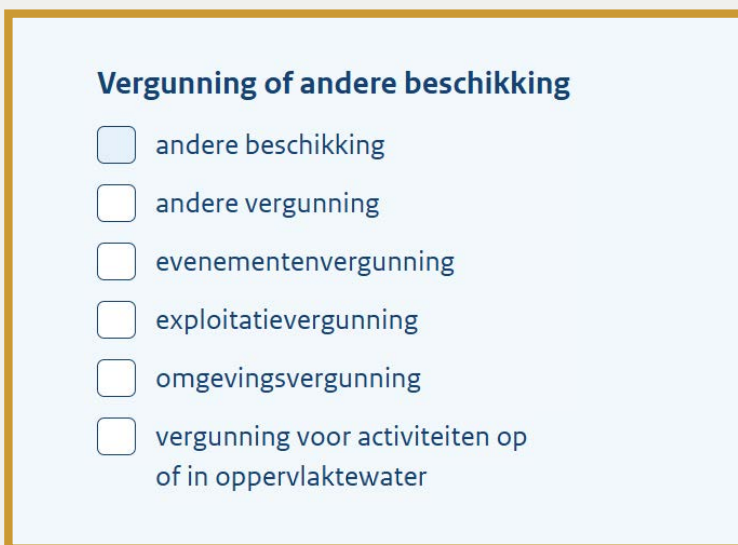 Vergunning of andere beschikking
andere beschikking
andere vergunning
evenementenvergunning
exploitatievergunning
omgevingsvergunning
vergunning voor activiteiten op
of in oppervlaktewater